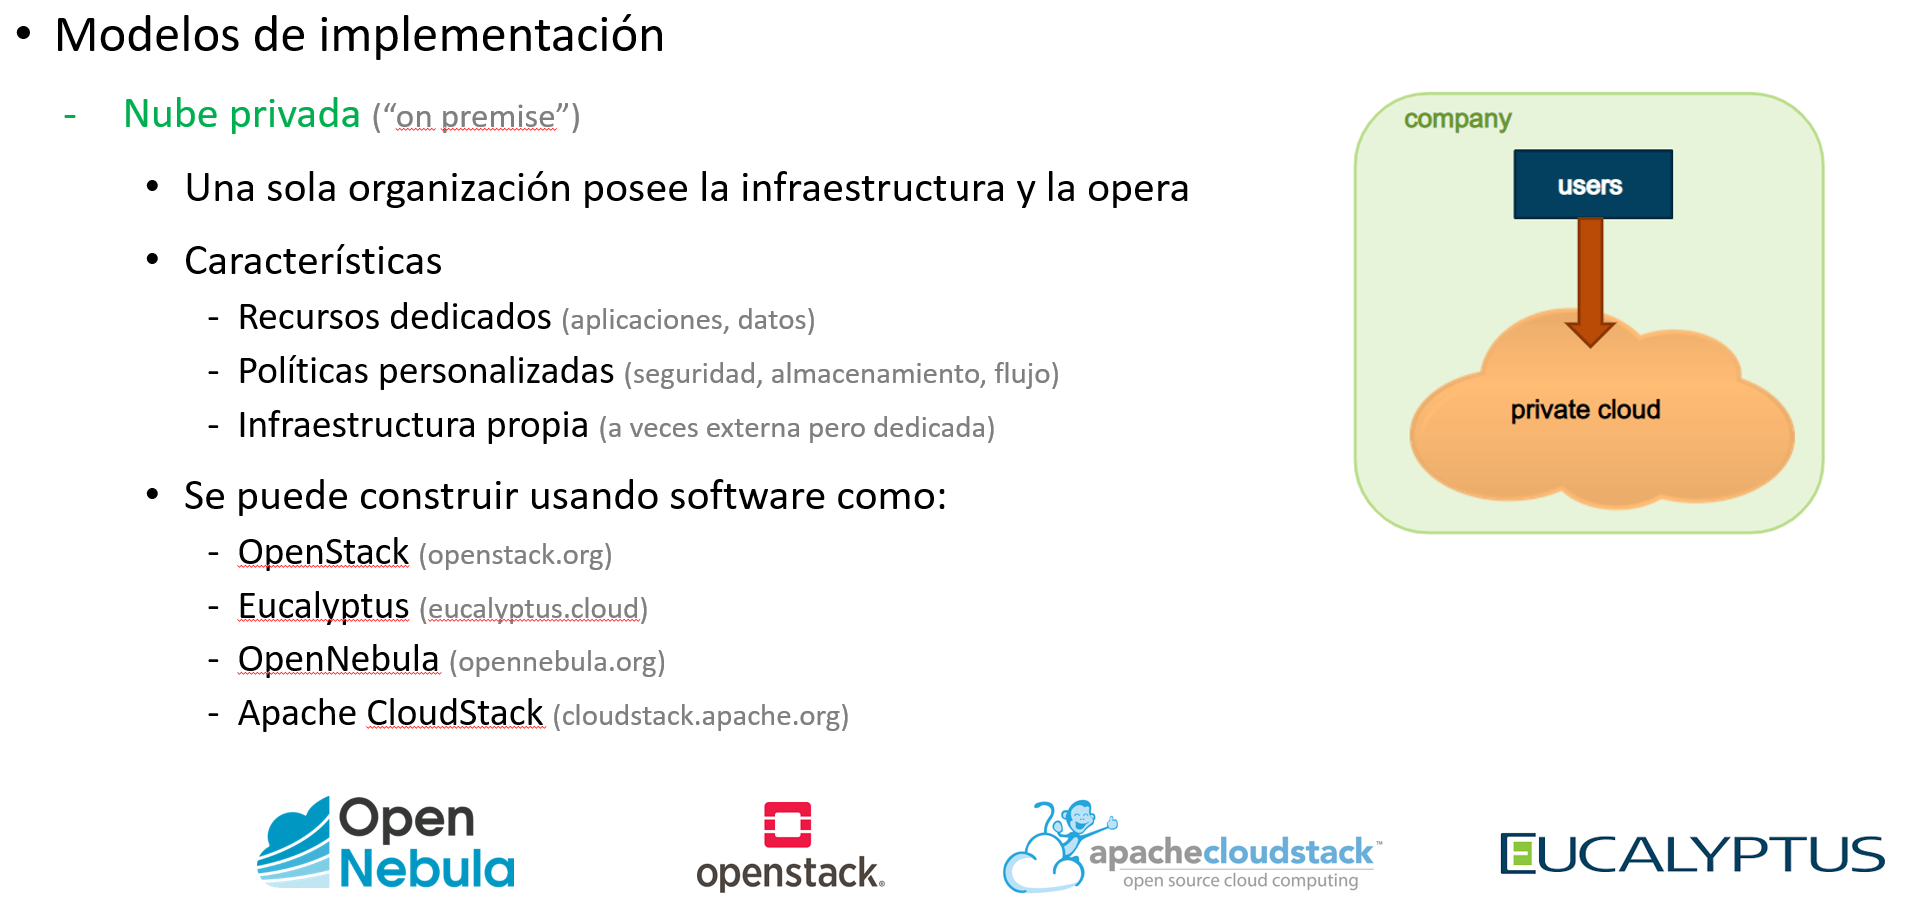 • Modelos de implementación
- Nube privada (“on premise”)
• Una sola organización posee la infraestructura y la opera
• Características
- Recursos dedicados (aplicaciones, datos)
- Políticas personalizadas (seguridad, almacenamiento, flujo)
- Infraestructura propia (a veces externa pero dedicada)
• Se puede construir usando software como:
- OpenStack (openstack.org)
- Eucalyptus (eucalyptus.cloud)
- OpenNebula (opennebula.org)
- Apache CloudStack (cloudstack.apache.org)
company
users
private cloud
Open
Nebula
openstack®
apachecloudstack™
open source cloud computing
EUCALYPTUS